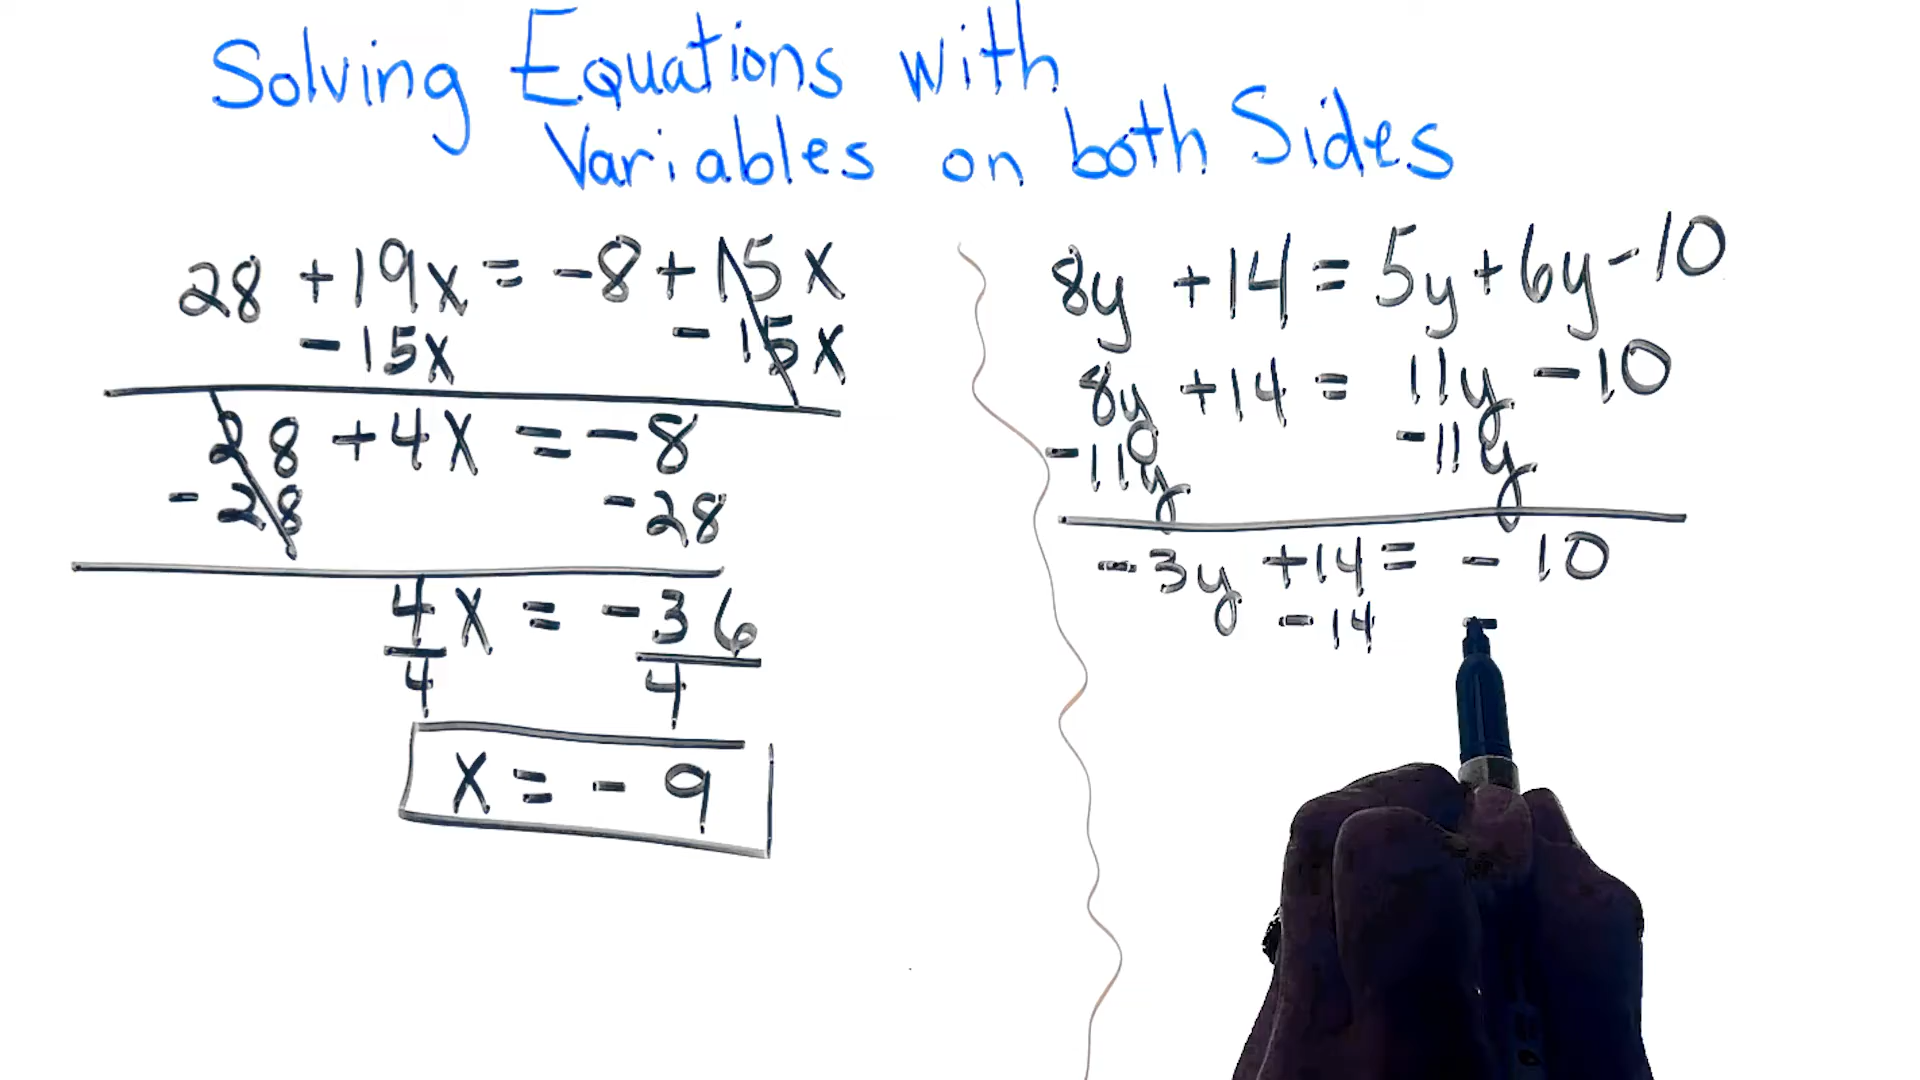 Solving Equations with
Variables on both Sides
28 + 19x = -8 + 15x
- 15x - 15x
28 + 4x = -8
- 28 - 28
4x = -36
4 4
x = - 9
8y + 14 = 5y + 6y - 10
8y + 14 = 11y - 10
- 11y - 11y
- 3y + 14 = - 10
- 14 -